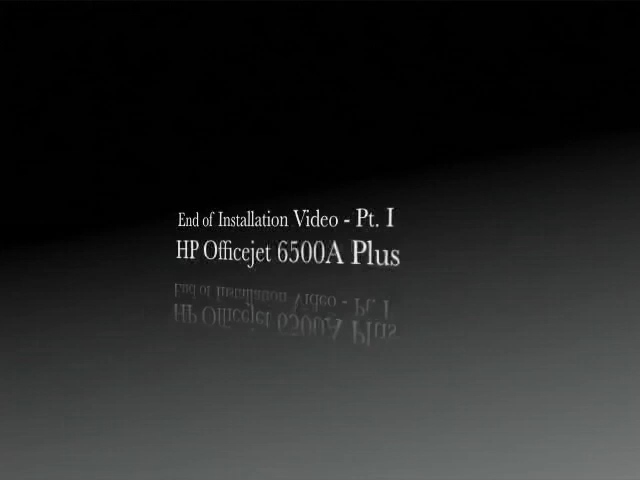 End of Installation Video - Pt. I
HP Officejet 6500A Plus